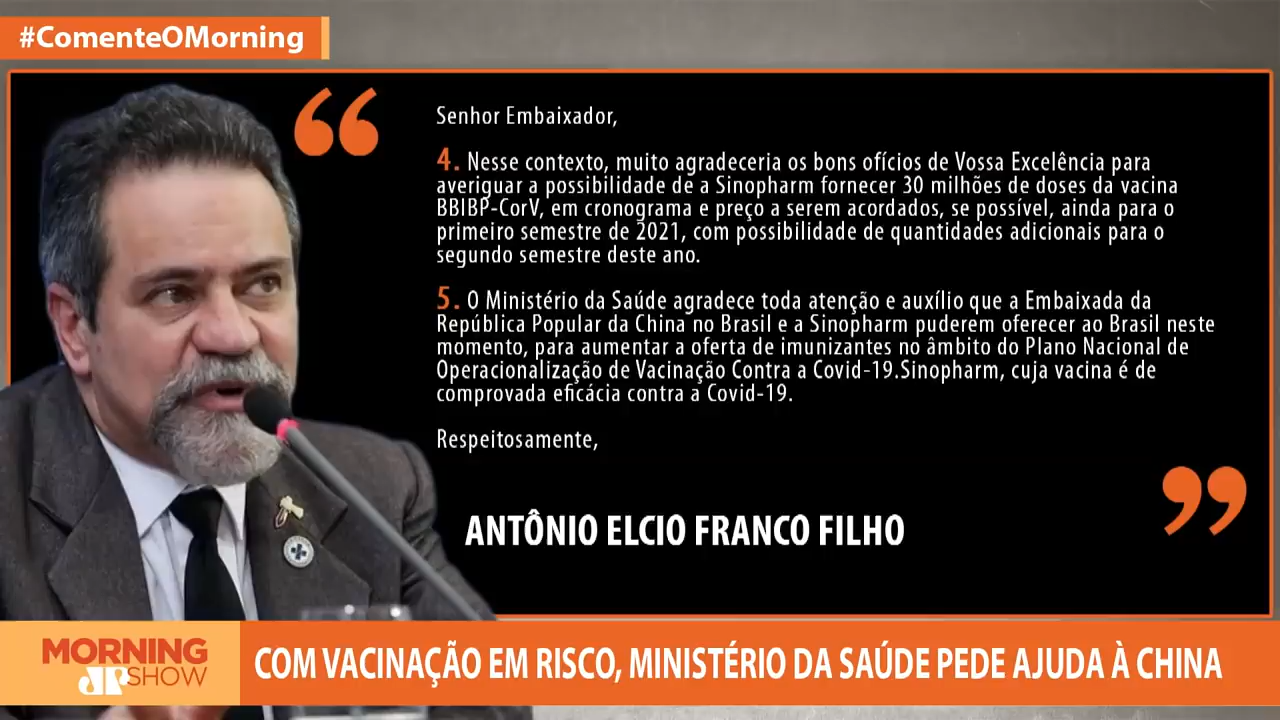 #ComenteOMorning
“
Senhor Embaixador,
4. Nesse contexto, muito agradeceria os bons ofícios de Vossa Excelência para
averiguar a possibilidade de a Sinopharm fornecer 30 milhões de doses da vacina
BBIBP-CorV, em cronograma e preço a serem acordados, se possível, ainda para o
primeiro semestre de 2021, com possibilidade de quantidades adicionais para o
segundo semestre deste ano.
5. O Ministério da Saúde agradece toda atenção e auxílio que a Embaixada da
República Popular da China no Brasil e a Sinopharm puderem oferecer ao Brasil neste
momento, para aumentar a oferta de imunizantes no âmbito do Plano Nacional de
Operacionalização de Vacinação Contra a Covid-19.Sinopharm, cuja vacina é de
comprovada eficácia contra a Covid-19.
Respeitosamente,
”
ANTÔNIO ELCIO FRANCO FILHO
MORNING
JP SHOW
COM VACINAÇÃO EM RISCO, MINISTÉRIO DA SAÚDE PEDE AJUDA À CHINA